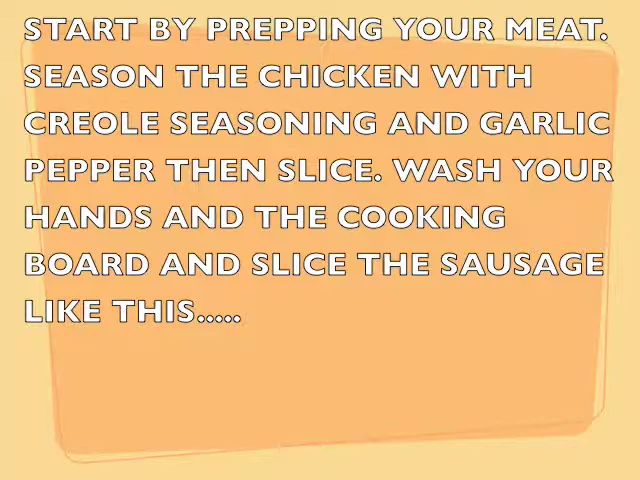 START BY PREPPING YOUR MEAT.
SEASON THE CHICKEN WITH
CREOLE SEASONING AND GARLIC
PEPPER THEN SLICE. WASH YOUR
HANDS AND THE COOKING
BOARD AND SLICE THE SAUSAGE
LIKE THIS.....